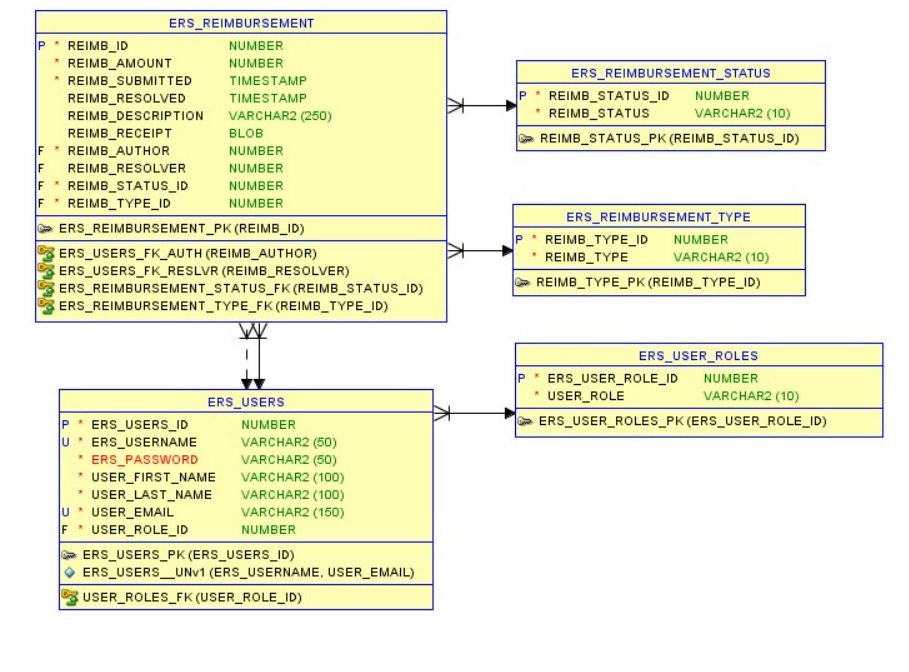 ERS_REIMBURSEMENT
P * REIMB_ID NUMBER
* REIMB_AMOUNT NUMBER
* REIMB_SUBMITTED TIMESTAMP
REIMB_RESOLVED TIMESTAMP
REIMB_DESCRIPTION VARCHAR2 (250)
REIMB_RECEIPT BLOB
F * REIMB_AUTHOR NUMBER
F REIMB_RESOLVER NUMBER
F * REIMB_STATUS_ID NUMBER
F * REIMB_TYPE_ID NUMBER
ERS_REIMBURSEMENT_PK (REIMB_ID)
ERS_USERS_FK_AUTH (REIMB_AUTHOR)
ERS_USERS_FK_RESLVR (REIMB_RESOLVER)
ERS_REIMBURSEMENT_STATUS_FK (REIMB_STATUS_ID)
ERS_REIMBURSEMENT_TYPE_FK (REIMB_TYPE_ID)
ERS_REIMBURSEMENT_STATUS
P * REIMB_STATUS_ID NUMBER
* REIMB_STATUS VARCHAR2 (10)
REIMB_STATUS_PK (REIMB_STATUS_ID)
ERS_REIMBURSEMENT_TYPE
P * REIMB_TYPE_ID NUMBER
* REIMB_TYPE VARCHAR2 (10)
REIMB_TYPE_PK (REIMB_TYPE_ID)
ERS_USER_ROLES
P * ERS_USER_ROLE_ID NUMBER
* USER_ROLE VARCHAR2 (10)
ERS_USER_ROLES_PK (ERS_USER_ROLE_ID)
ERS_USERS
P * ERS_USERS_ID NUMBER
U * ERS_USERNAME VARCHAR2 (50)
* ERS_PASSWORD VARCHAR2 (50)
* USER_FIRST_NAME VARCHAR2 (100)
* USER_LAST_NAME VARCHAR2 (100)
U * USER_EMAIL VARCHAR2 (150)
F * USER_ROLE_ID NUMBER
ERS_USERS_PK (ERS_USERS_ID)
ERS_USERS__UNv1 (ERS_USERNAME, USER_EMAIL)
USER_ROLES_FK (USER_ROLE_ID)